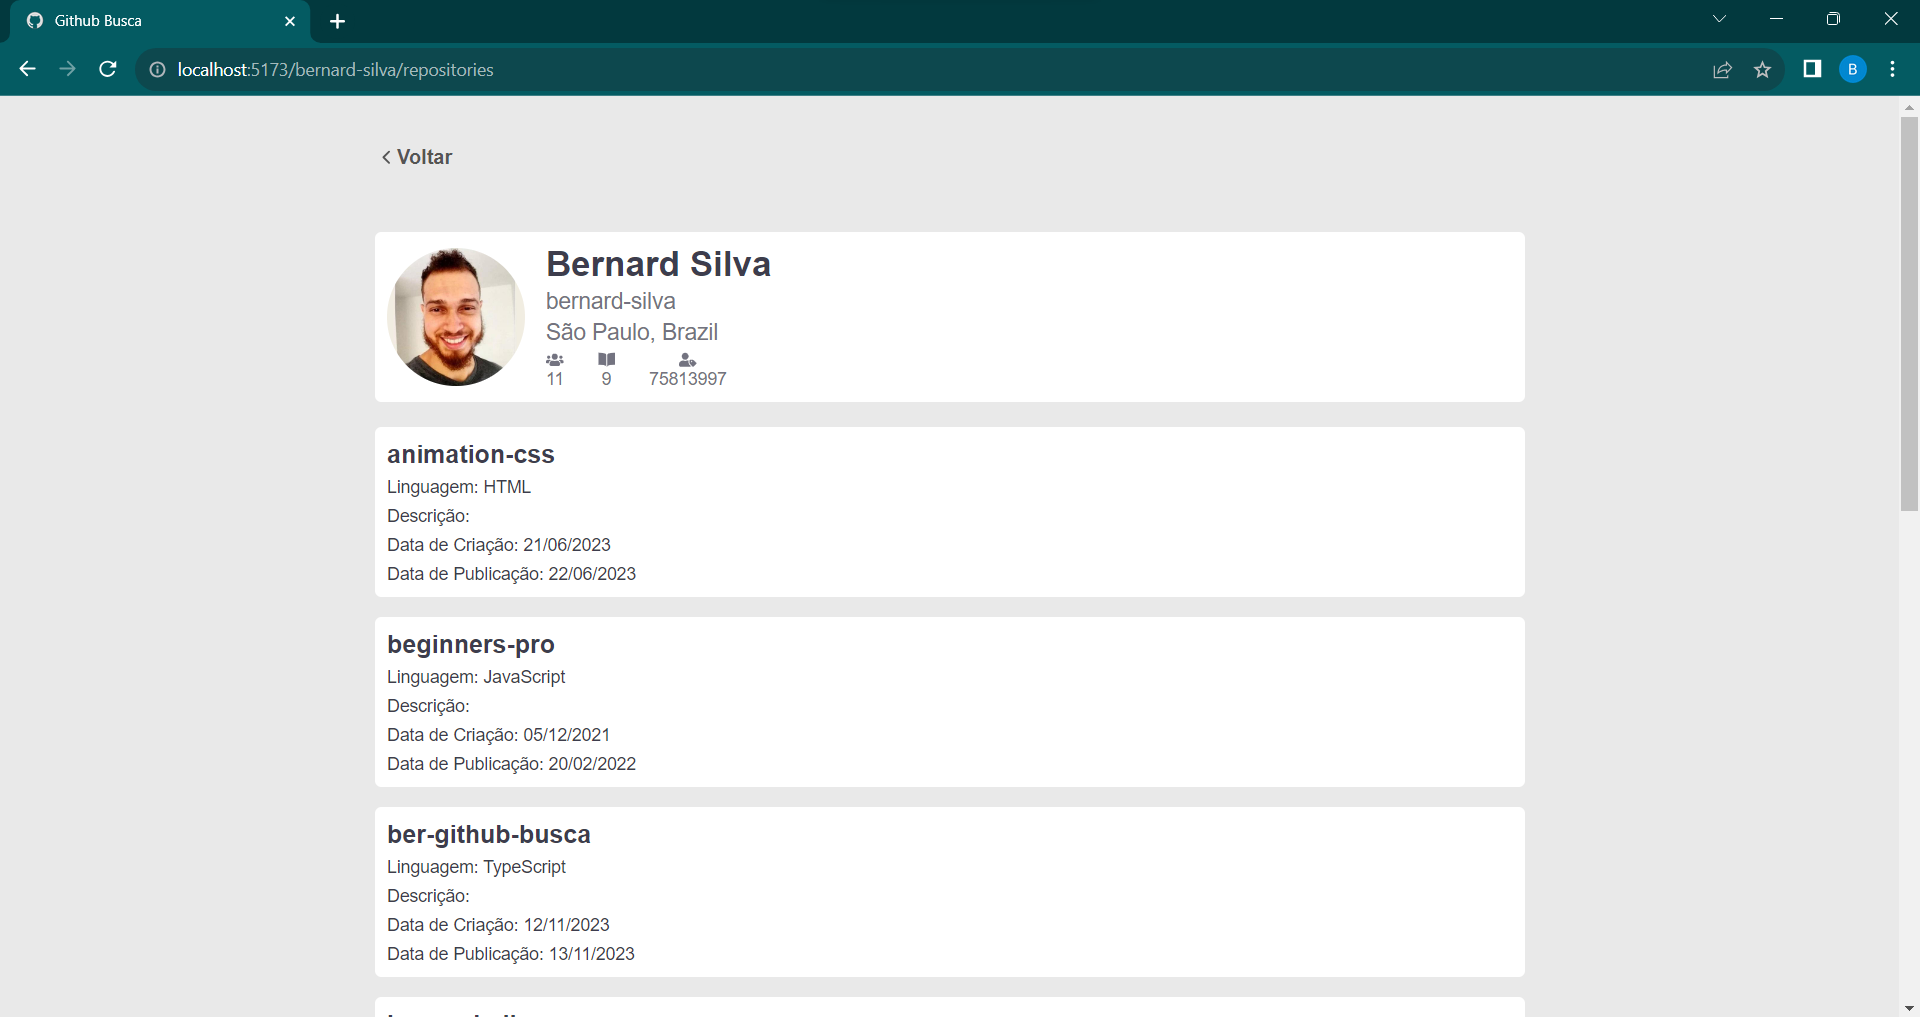 Github Busca
localhost:5173/bernard-silva/repositories
B
Voltar
Bernard Silva
bernard-silva
São Paulo, Brazil
11 9 75813997
animation-css
Linguagem: HTML
Descrição:
Data de Criação: 21/06/2023
Data de Publicação: 22/06/2023
beginners-pro
Linguagem: JavaScript
Descrição:
Data de Criação: 05/12/2021
Data de Publicação: 20/02/2022
ber-github-busca
Linguagem: TypeScript
Descrição:
Data de Criação: 12/11/2023
Data de Publicação: 13/11/2023